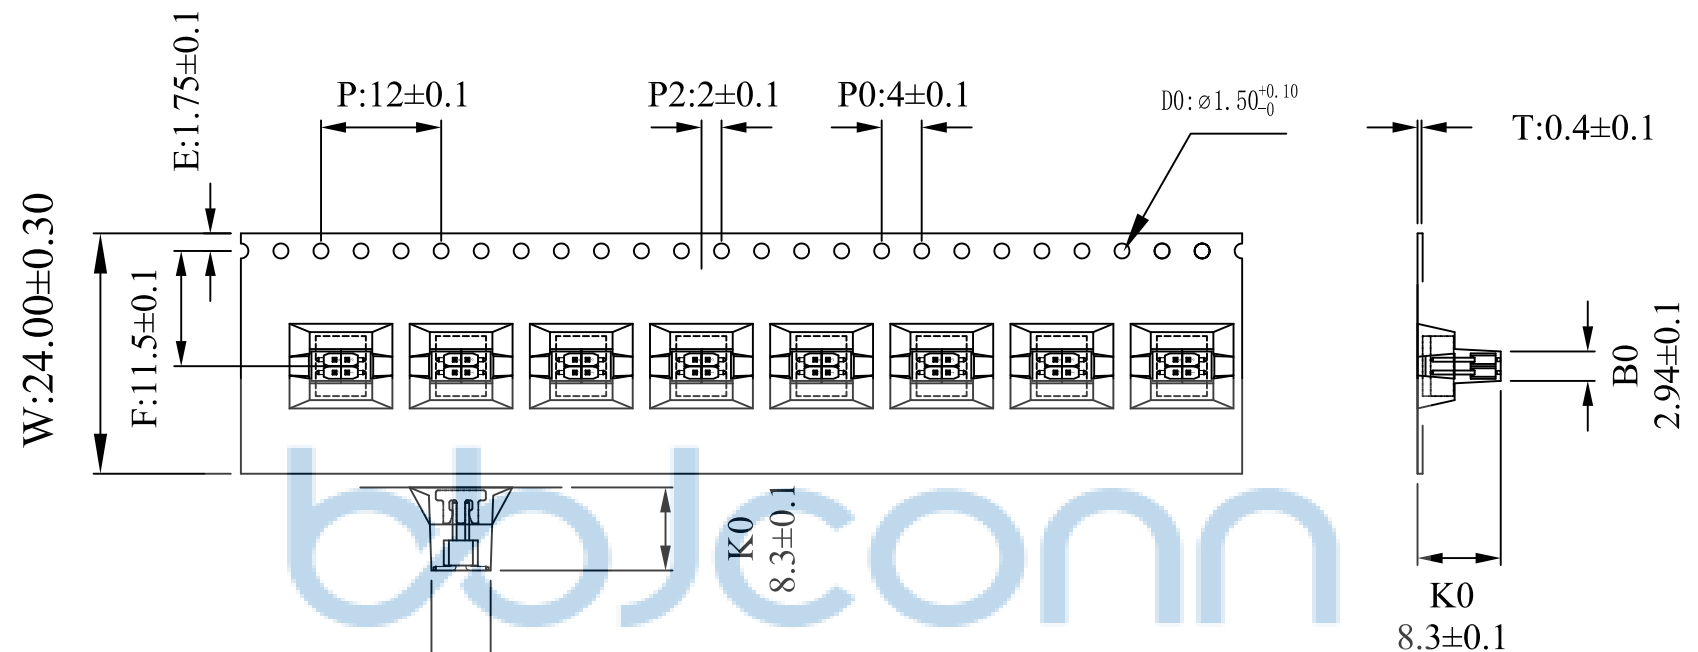 E:1.75±0.1
P:12±0.1
P2:2±0.1
P0:4±0.1
D0:⌀1.50+0.10-0
T:0.4±0.1
W:24.00±0.30
F:11.5±0.1
B0
2.94±0.1
K0
8.3±0.1
K0
8.3±0.1
bbjconn